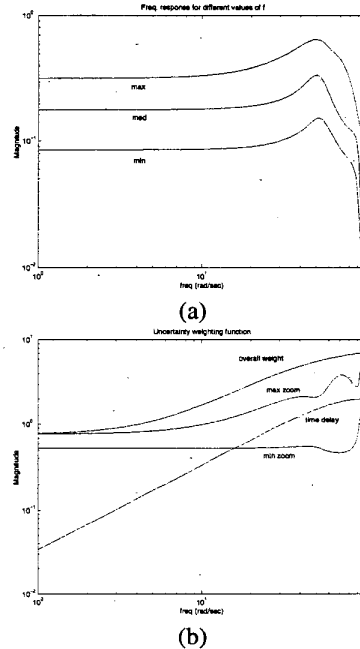 Freq. response for different values of f
10⁰
max
med
10⁻¹
min
Magnitude
10⁻²
10⁰
10¹
freq (rad/sec)
(a)
Uncertainty weighting function
10¹
overall weight
max zoom
10⁰
time delay
min zoom
Magnitude
10⁻¹
10⁻²
10⁰
10¹
freq (rad/sec)
(b)